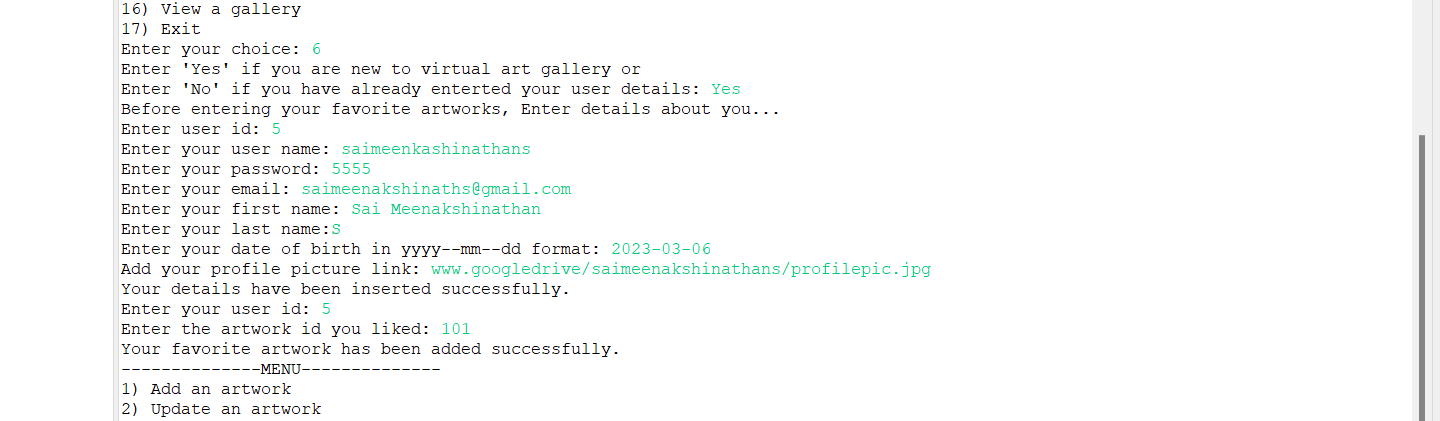 16) View a gallery
17) Exit
Enter your choice: 6
Enter 'Yes' if you are new to virtual art gallery or
Enter 'No' if you have already enterted your user details: Yes
Before entering your favorite artworks, Enter details about you...
Enter user id: 5
Enter your user name: saimeenkashinathans
Enter your password: 5555
Enter your email: saimeenakshinaths@gmail.com
Enter your first name: Sai Meenakshinathan
Enter your last name:S
Enter your date of birth in yyyy--mm--dd format: 2023-03-06
Add your profile picture link: www.googledrive/saimeenakshinathans/profilepic.jpg
Your details have been inserted successfully.
Enter your user id: 5
Enter the artwork id you liked: 101
Your favorite artwork has been added successfully.
--------------MENU--------------
1) Add an artwork
2) Update an artwork